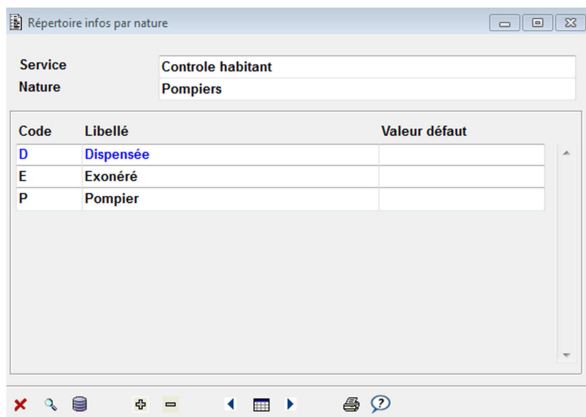 Répertoire infos par nature
Service Controle habitant
Nature Pompiers
Code Libellé Valeur défaut
D Dispensée
E Exonéré
P Pompier